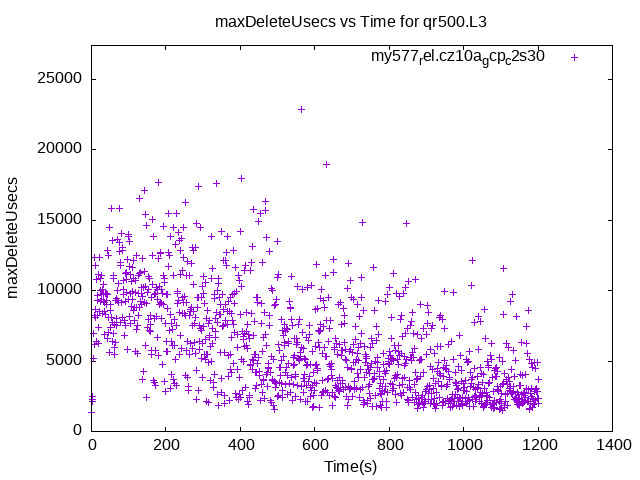 maxDeleteUsecs vs Time for qr500.L3
my577rel.cz10agcpc2s30
25000
20000
15000
10000
5000
0
maxDeleteUsecs
0 200 400 600 800 1000 1200 1400
Time(s)